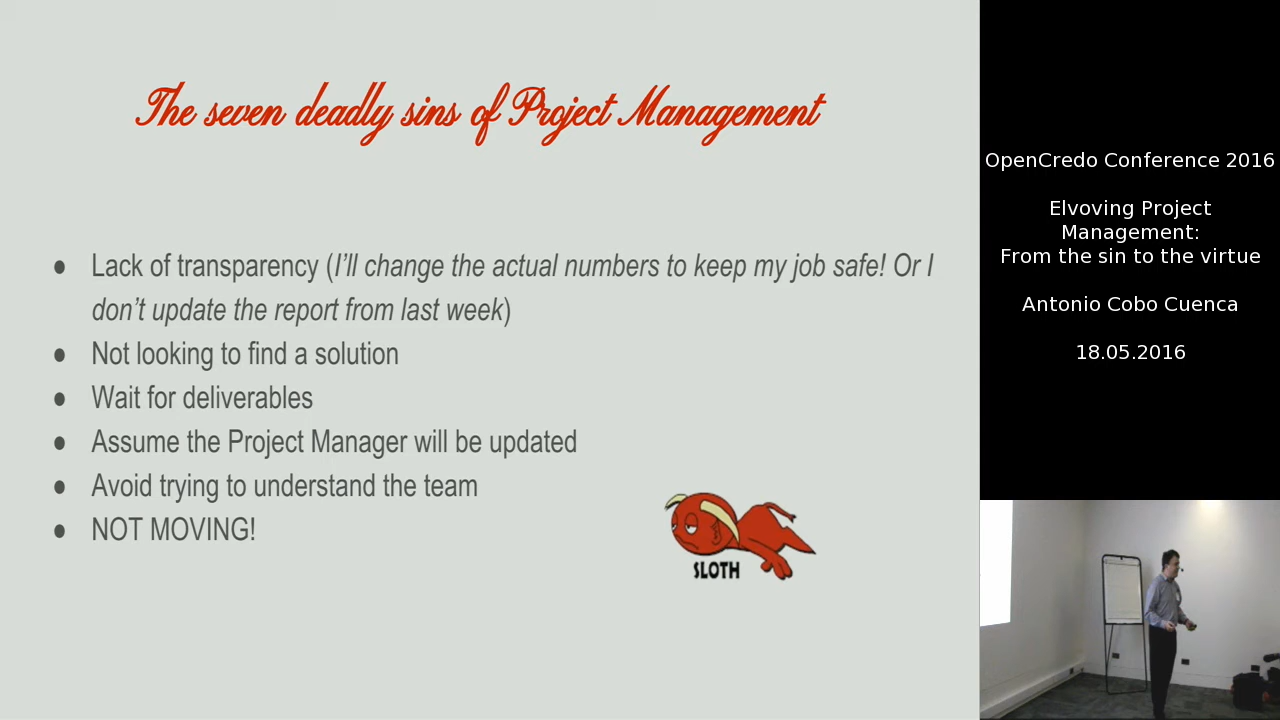 The seven deadly sins of Project Management
● Lack of transparency (I'll change the actual numbers to keep my job safe! Or I
don't update the report from last week)
● Not looking to find a solution
● Wait for deliverables
● Assume the Project Manager will be updated
● Avoid trying to understand the team
● NOT MOVING!
SLOTH
OpenCredo Conference 2016
Elvoving Project
Management:
From the sin to the virtue
Antonio Cobo Cuenca
18.05.2016